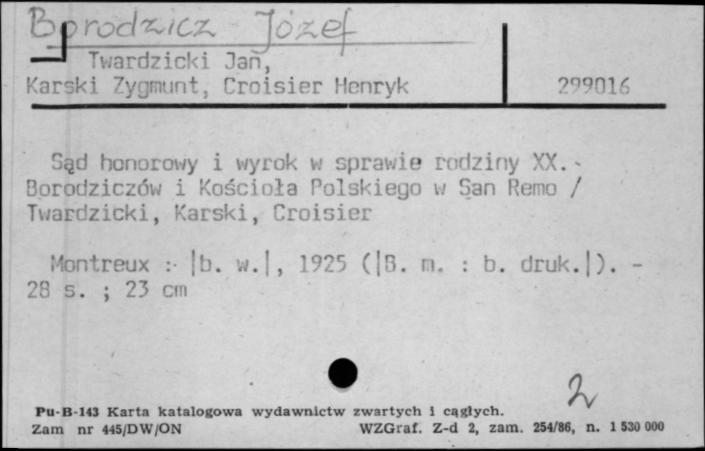 Borodzicz Józef
Twardzicki Jan,
Karski Zygmunt, Croisier Henryk
299016
Sąd honorowy i wyrok w sprawie rodziny XX.
Borodziczów i Kościoła Polskiego w San Remo /
Twardzicki, Karski, Croisier
Montreux : |b. w.|, 1925 (|B. m. : b. druk.|). -
28 s. ; 23 cm
2
Pu-B-143 Karta katalogowa wydawnictw zwartych i cągłych.
Zam nr 445/DW/ON WZGraf. Z-d 2, zam. 254/86, n. 1 530 000